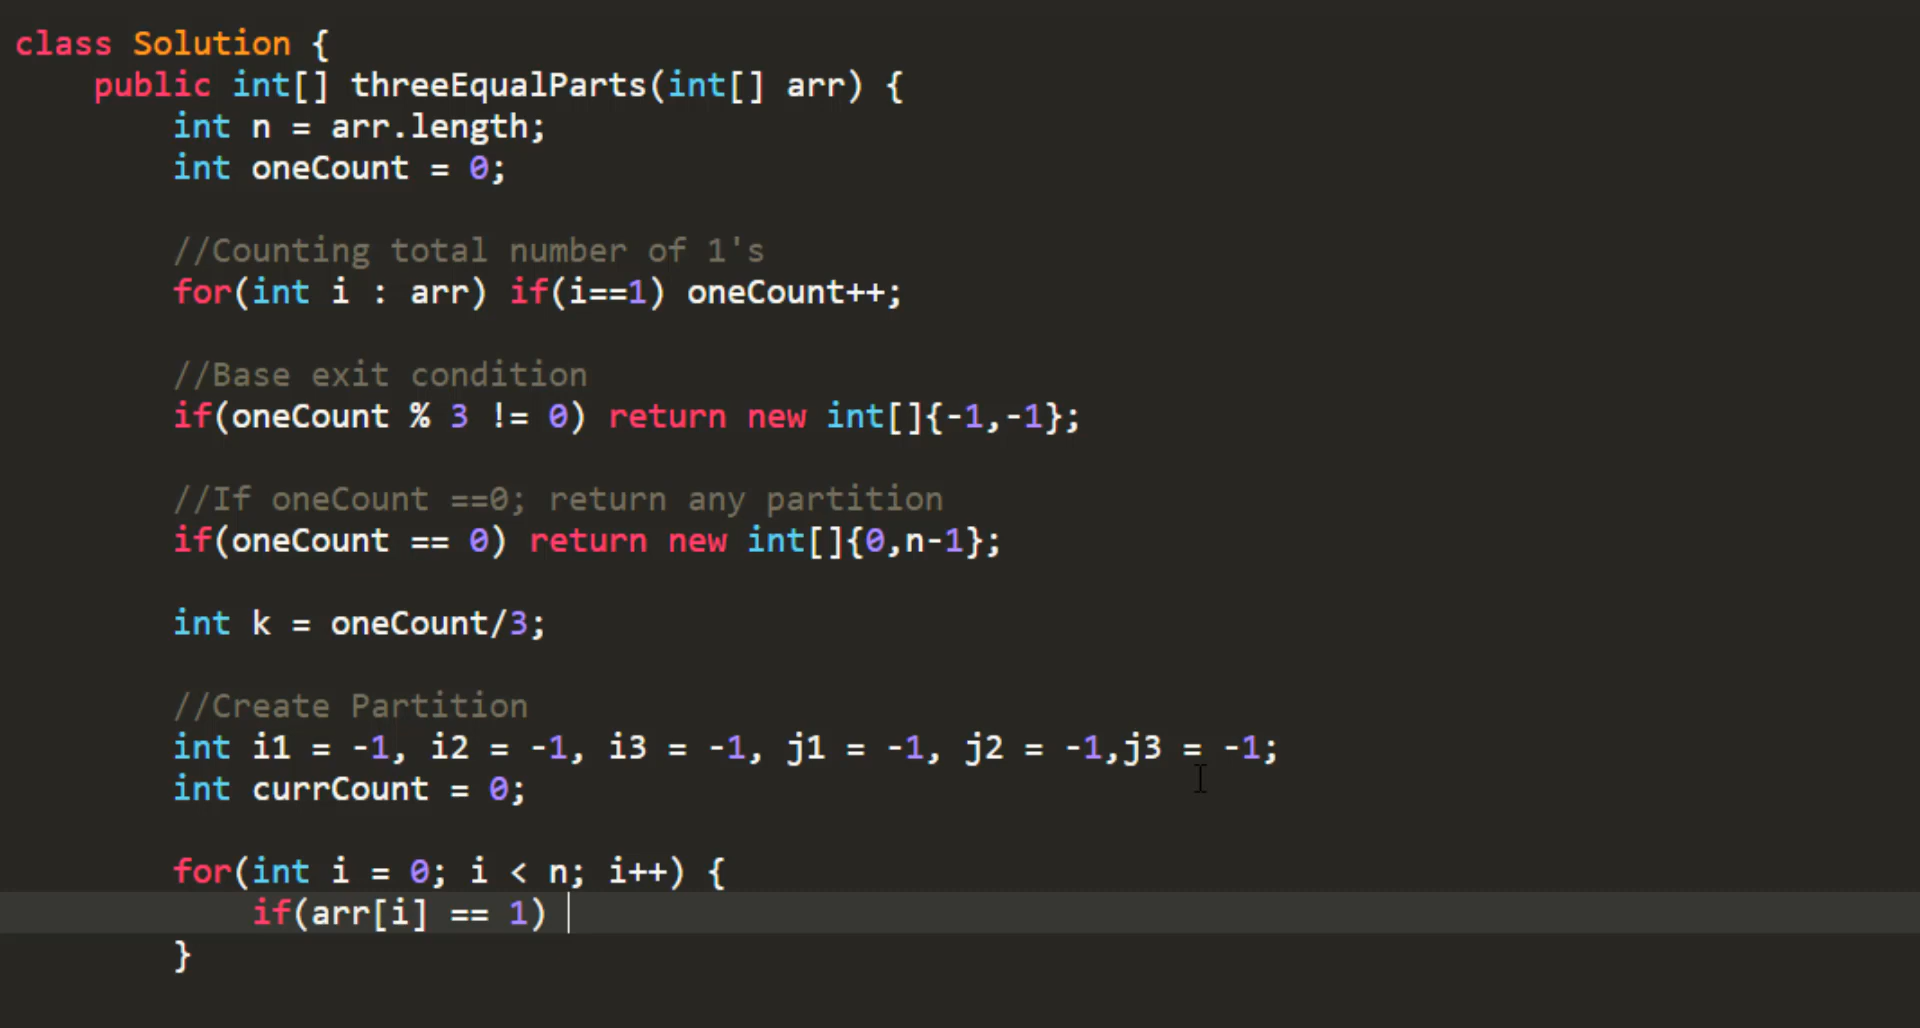 class Solution {
public int[] threeEqualParts(int[] arr) {
int n = arr.length;
int oneCount = 0;
//Counting total number of 1's
for(int i : arr) if(i==1) oneCount++;
//Base exit condition
if(oneCount % 3 != 0) return new int[]{-1,-1};
//If oneCount ==0; return any partition
if(oneCount == 0) return new int[]{0,n-1};
int k = oneCount/3;
//Create Partition
int i1 = -1, i2 = -1, i3 = -1, j1 = -1, j2 = -1,j3 = -1;
int currCount = 0;
for(int i = 0; i < n; i++) {
if(arr[i] == 1)
}